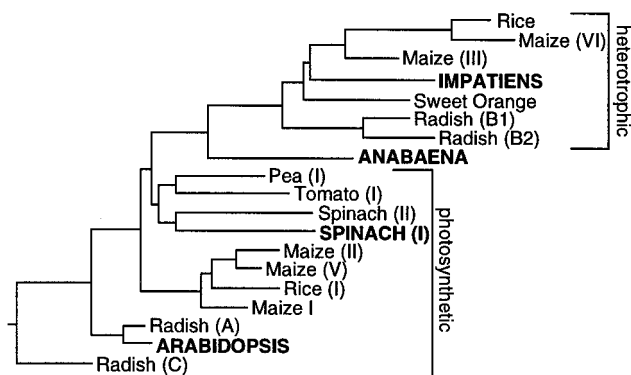 Rice
Maize (VI)
Maize (III)
IMPATIENS
Sweet Orange
Radish (B1)
Radish (B2)
ANABAENA
Pea (I)
Tomato (I)
Spinach (II)
SPINACH (I)
Maize (II)
Maize (V)
Rice (I)
Maize I
Radish (A)
ARABIDOPSIS
Radish (C)
heterotrophic
photosynthetic